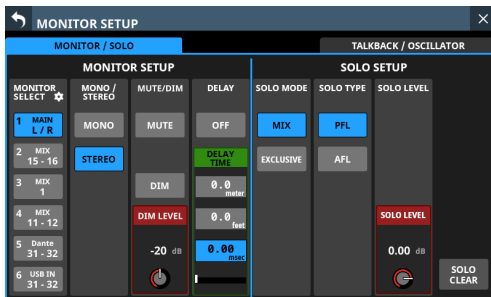 MONITOR SETUP
MONITOR / SOLO
TALKBACK / OSCILLATOR
MONITOR SETUP
SOLO SETUP
MONITOR
SELECT
MONO /
STEREO
MUTE/DIM
DELAY
SOLO MODE
SOLO TYPE
SOLO LEVEL
1 MAIN
L / R
MONO
MUTE
OFF
MIX
PFL
2 MIX
15 - 16
STEREO
DELAY
TIME
EXCLUSIVE
AFL
3 MIX
1
DIM
0.0
meter
4 MIX
11 - 12
DIM LEVEL
0.0
feet
SOLO LEVEL
5 Dante
31 - 32
-20 dB
0.00
msec
0.00 dB
6 USB IN
31 - 32
SOLO
CLEAR